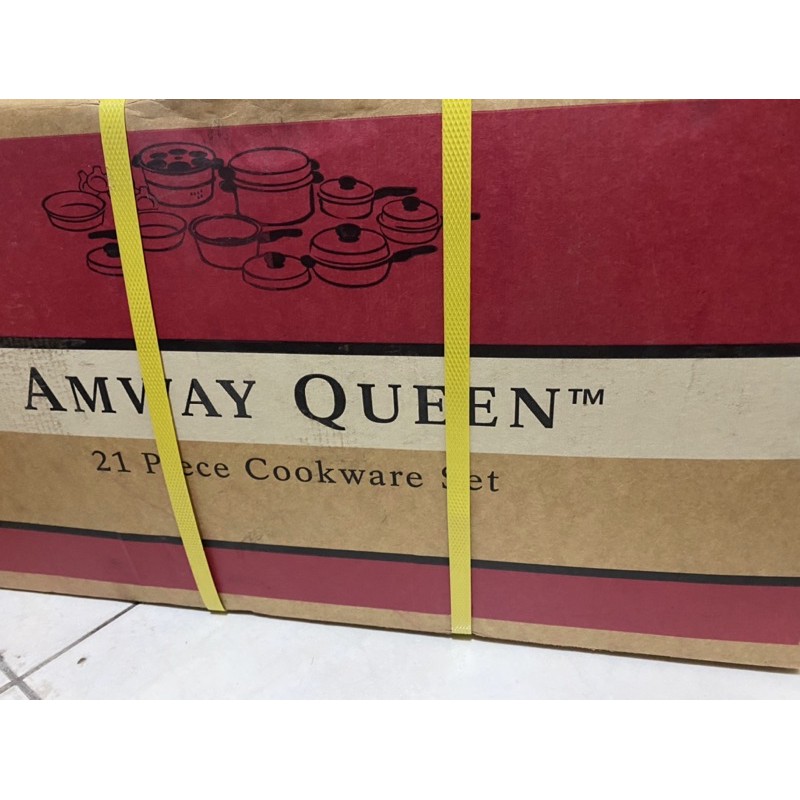 AMWAY QUEEN™
21 Piece Cookware Set